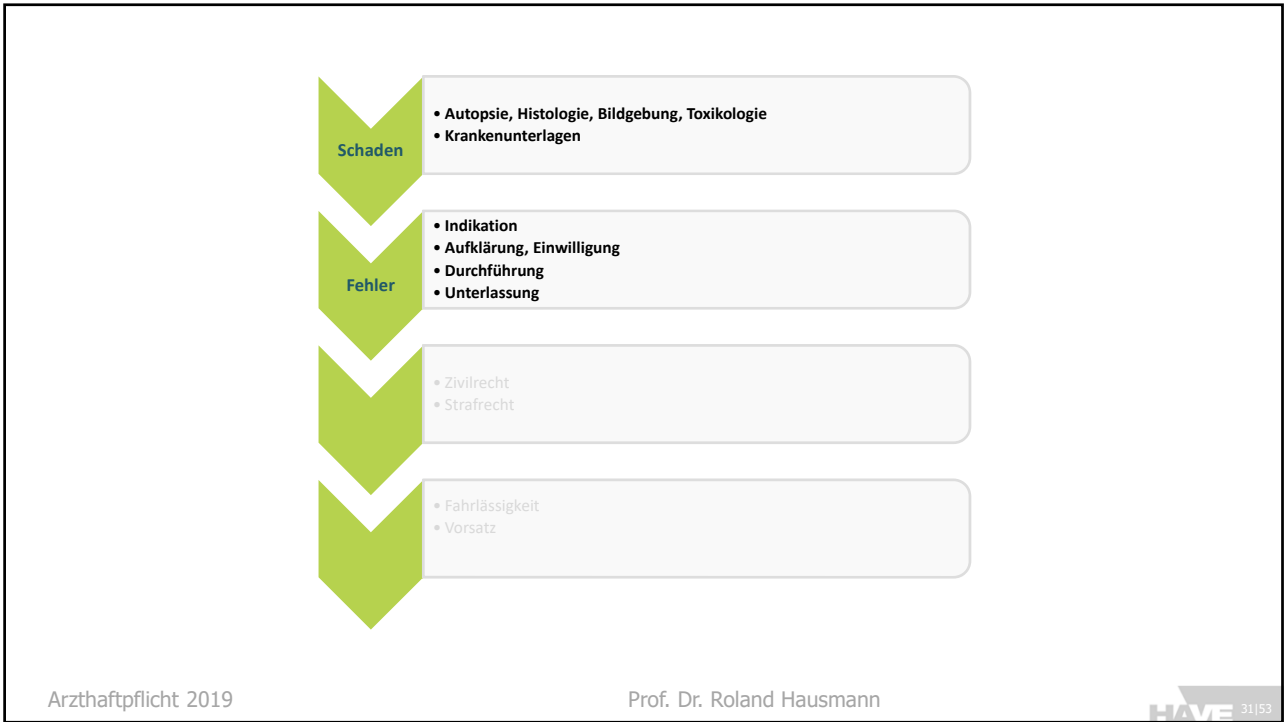 Schaden
• Autopsie, Histologie, Bildgebung, Toxikologie
• Krankenunterlagen
Fehler
• Indikation
• Aufklärung, Einwilligung
• Durchführung
• Unterlassung
• Zivilrecht
• Strafrecht
• Fahrlässigkeit
• Vorsatz
Arzthaftpflicht 2019
Prof. Dr. Roland Hausmann
HAVE 31|53